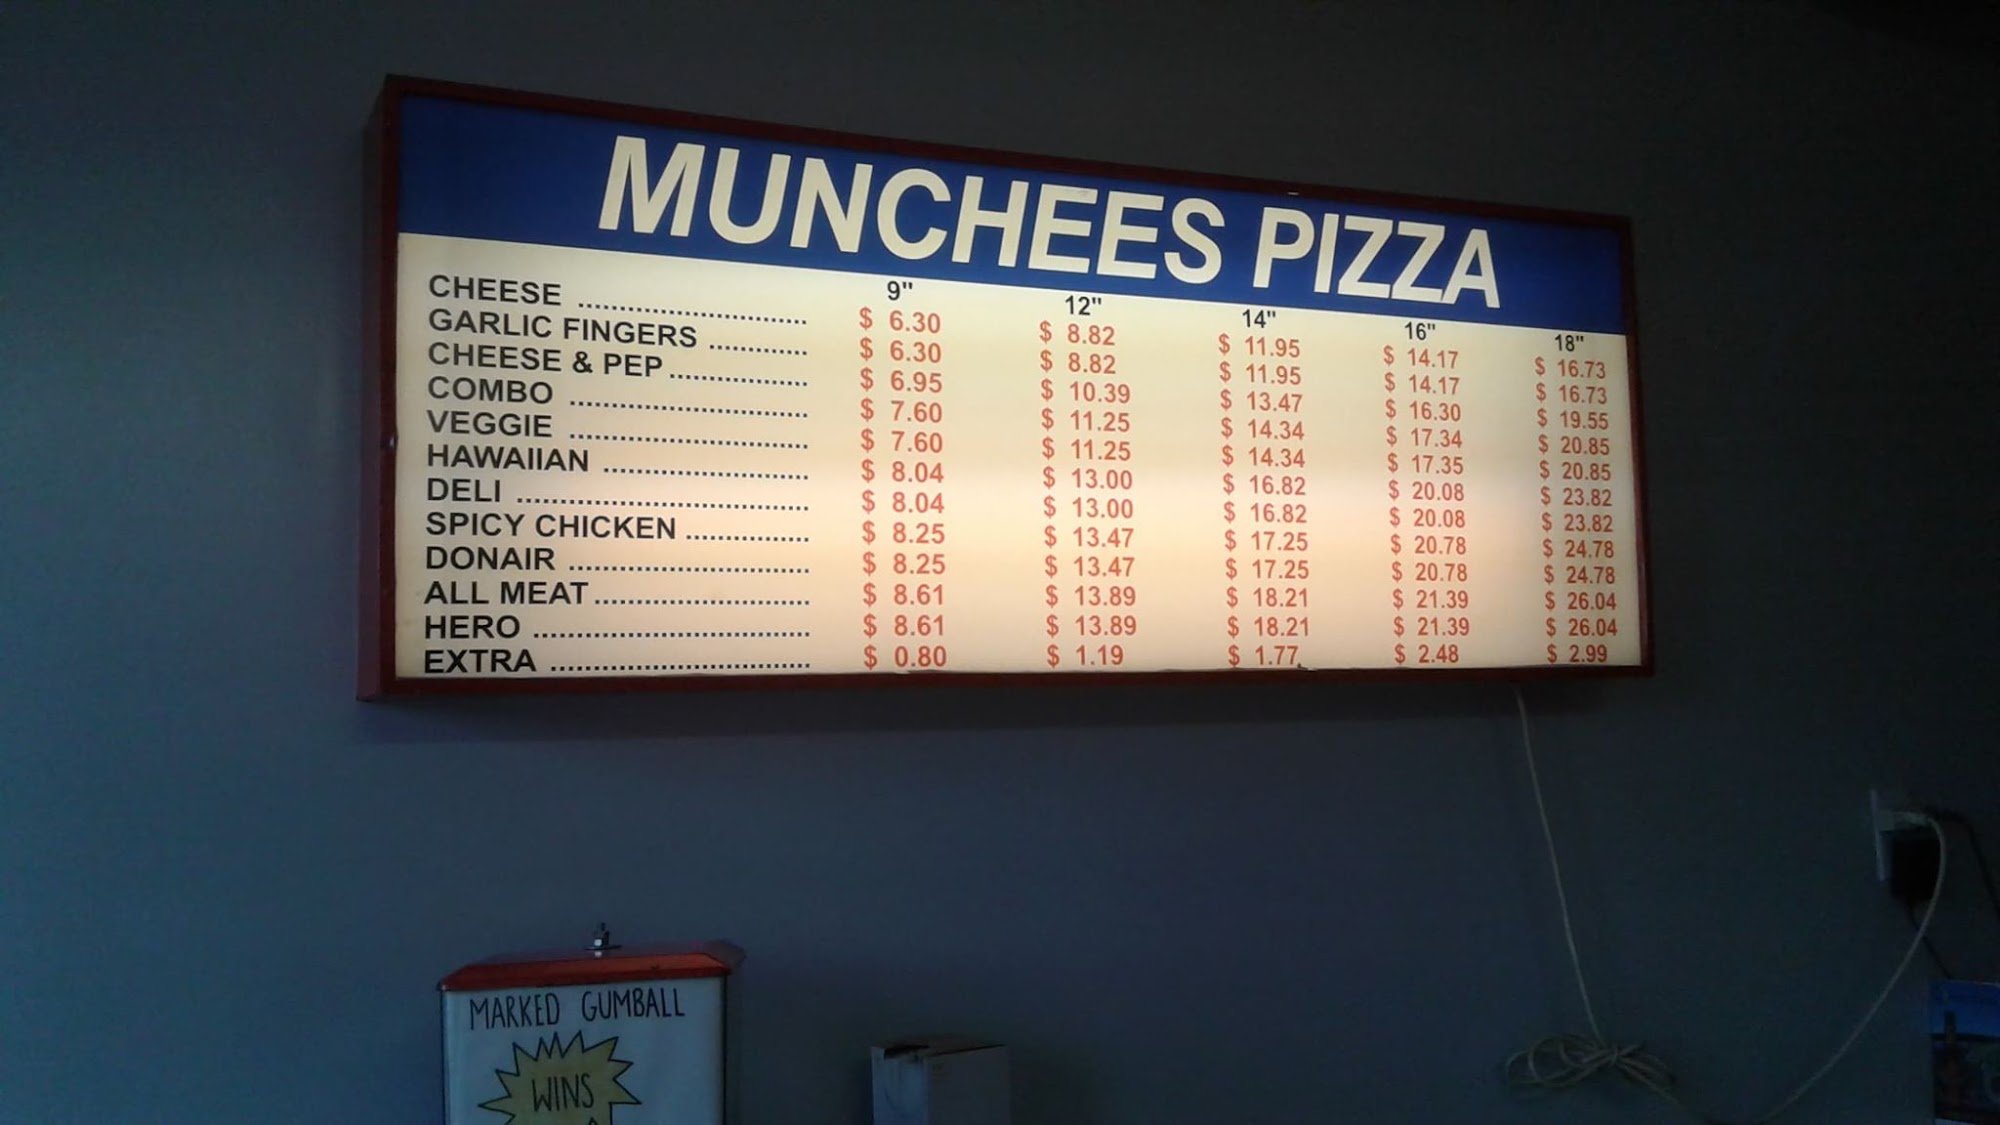 MUNCHEES PIZZA
9" 12" 14" 16" 18"
CHEESE .......................... $ 6.30 $ 8.82 $ 11.95 $ 14.17 $ 16.73
GARLIC FINGERS ........... $ 6.30 $ 8.82 $ 11.95 $ 14.17 $ 16.73
CHEESE & PEP ............... $ 6.95 $ 10.39 $ 13.47 $ 16.30 $ 19.55
COMBO .......................... $ 7.60 $ 11.25 $ 14.34 $ 17.34 $ 20.85
VEGGIE .......................... $ 7.60 $ 11.25 $ 14.34 $ 17.35 $ 20.85
HAWAIIAN ...................... $ 8.04 $ 13.00 $ 16.82 $ 20.08 $ 23.82
DELI ................................ $ 8.04 $ 13.00 $ 16.82 $ 20.08 $ 23.82
SPICY CHICKEN ............. $ 8.25 $ 13.47 $ 17.25 $ 20.78 $ 24.78
DONAIR .......................... $ 8.25 $ 13.47 $ 17.25 $ 20.78 $ 24.78
ALL MEAT ....................... $ 8.61 $ 13.89 $ 18.21 $ 21.39 $ 26.04
HERO .............................. $ 8.61 $ 13.89 $ 18.21 $ 21.39 $ 26.04
EXTRA ............................ $ 0.80 $ 1.19 $ 1.77 $ 2.48 $ 2.99
MARKED GUMBALL
WINS